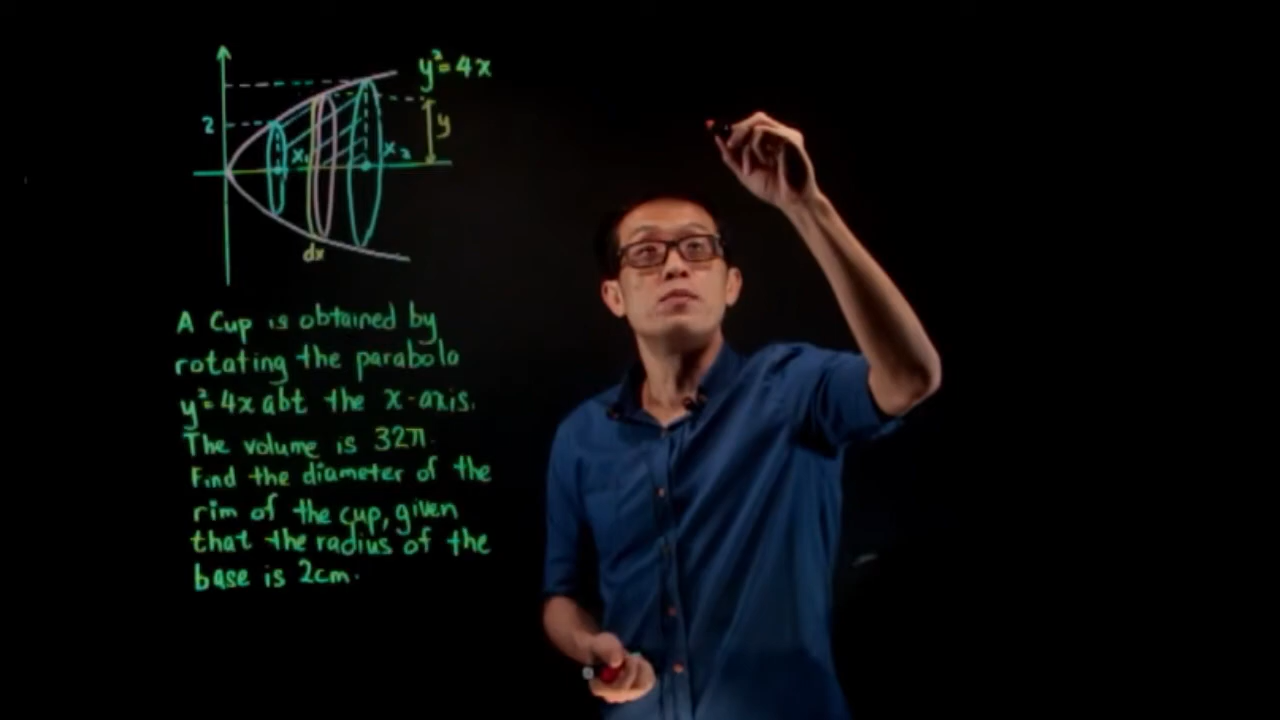 y²=4x
2
y
x₁
x₂
dx
A Cup is obtained by
rotating the parabola
y²=4x abt the x-axis.
The volume is 32π.
Find the diameter of the
rim of the cup, given
that the radius of the
base is 2cm.